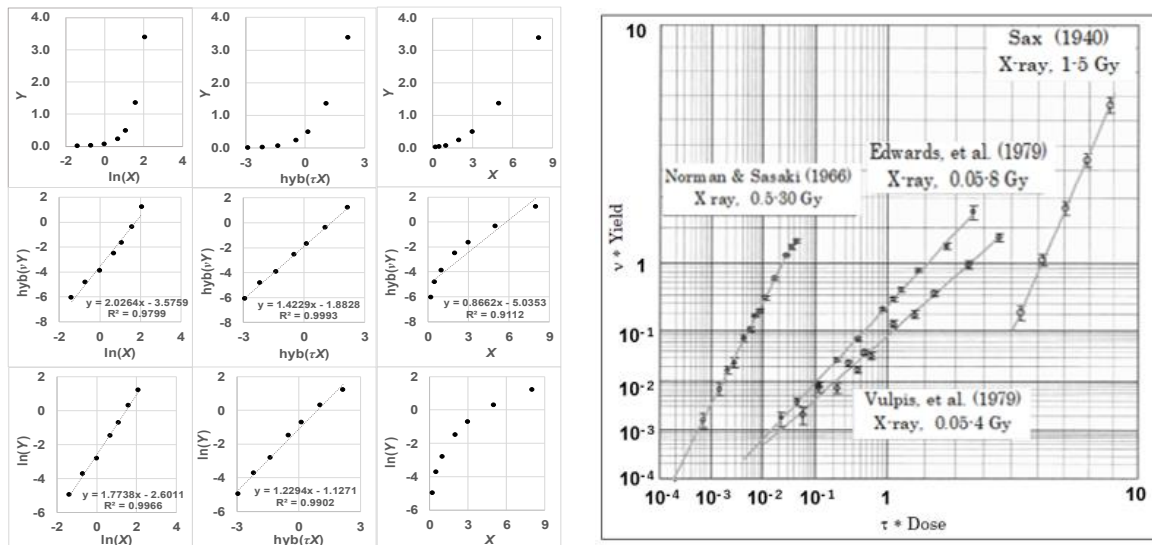 4.0
3.0
2.0
1.0
0.0
Y
-2 0 2 4
ln(X)
4.0
3.0
2.0
1.0
0.0
Y
-3 0 3
hyb(τX)
4.0
3.0
2.0
1.0
0.0
Y
0 3 6 9
X
2
0
-2
-4
-6
-8
hyb(νY)
y = 2.0264x - 3.5759
R² = 0.9799
-2 0 2 4
ln(X)
2
0
-2
-4
-6
-8
hyb(νY)
y = 1.4229x - 1.8828
R² = 0.9993
-3 0 3
hyb(τX)
2
0
-2
-4
-6
-8
hyb(νY)
y = 0.8662x - 5.0353
R² = 0.9112
0 3 6 9
X
2
0
-2
-4
-6
ln(Y)
y = 1.7738x - 2.6011
R² = 0.9966
-2 0 2 4
ln(X)
2
0
-2
-4
-6
ln(Y)
y = 1.2294x - 1.1271
R² = 0.9902
-3 0 3
hyb(τX)
2
0
-2
-4
-6
ln(Y)
0 3 6 9
X
10
1
10-1
10-2
10-3
10-4
ν * Yield
Sax (1940)
X-ray, 1-5 Gy
Edwards, et al. (1979)
X-ray, 0.05-8 Gy
Norman & Sasaki (1966)
X ray, 0.5-30 Gy
Vulpis, et al. (1979)
X-ray, 0.05-4 Gy
10-4 10-3 10-2 10-1 1 10
τ * Dose